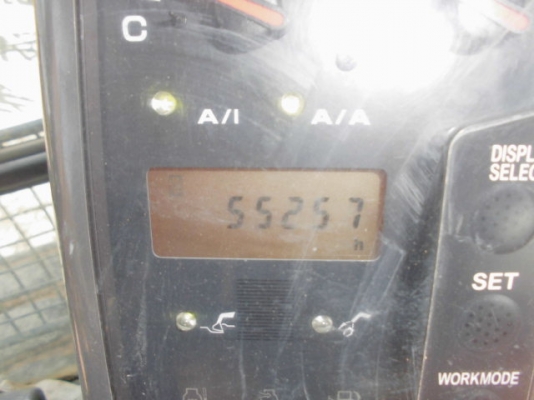 C
A/I A/A
DISPL
SELEC
55257
h
SET
WORKMODE